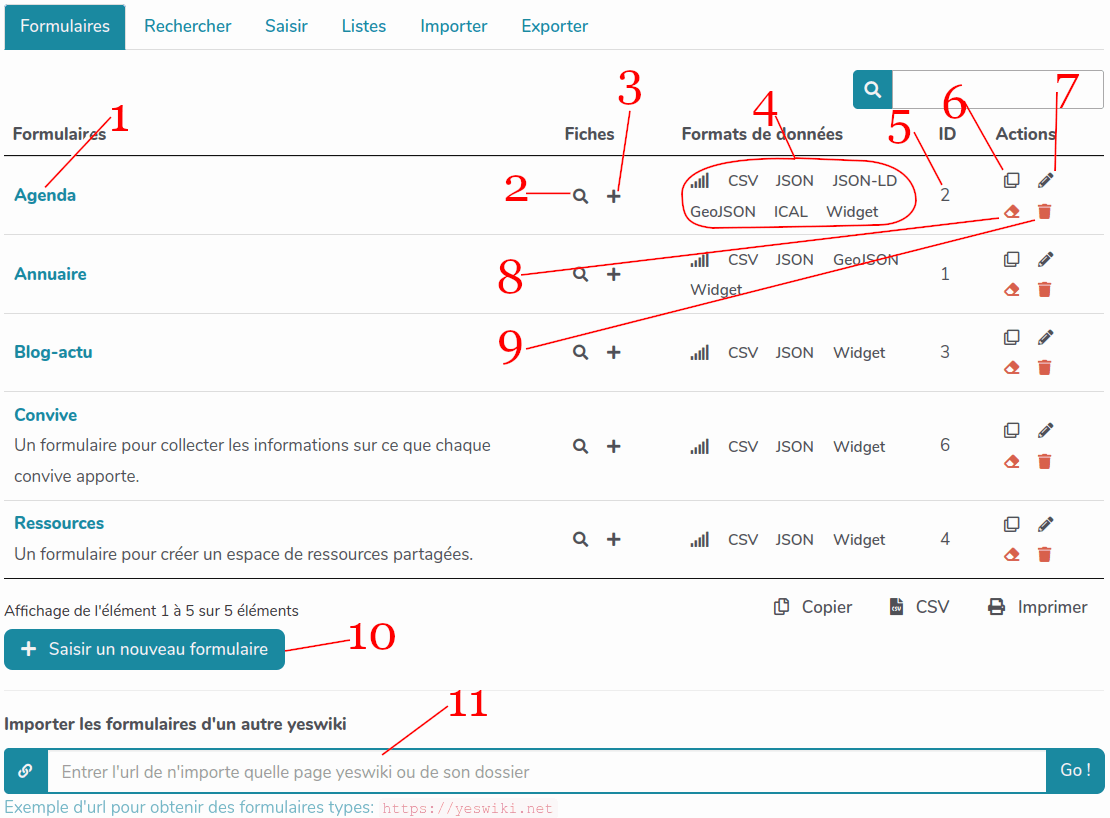 Formulaires Rechercher Saisir Listes Importer Exporter
1 3 4 5 6 7
Formulaires Fiches Formats de données ID Actions
Agenda 2 CSV JSON JSON-LD 2
GeoJSON ICAL Widget
Annuaire 8 CSV JSON GeoJSON 1
Widget
9
Blog-actu CSV JSON Widget 3
Convive
Un formulaire pour collecter les informations sur ce que chaque CSV JSON Widget 6
convive apporte.
Ressources
Un formulaire pour créer un espace de ressources partagées. CSV JSON Widget 4
Affichage de l'élément 1 à 5 sur 5 éléments Copier CSV Imprimer
Saisir un nouveau formulaire 10
11
Importer les formulaires d'un autre yeswiki
Entrer l'url de n'importe quelle page yeswiki ou de son dossier Go !
Exemple d'url pour obtenir des formulaires types: https://yeswiki.net